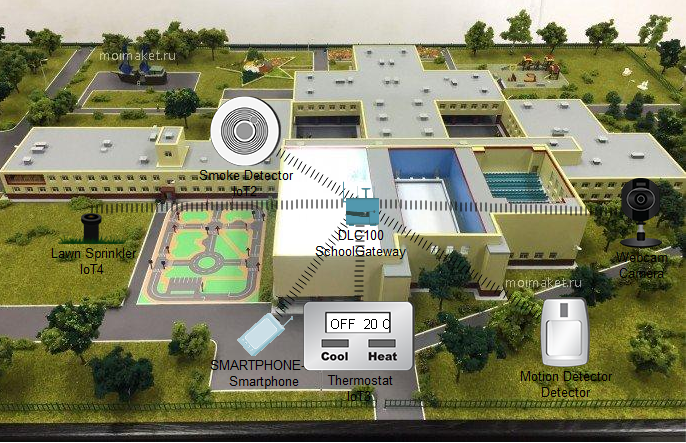 moimaket.ru
Smoke Detector
IoT2
DLC100
SchoolGateway
Lawn Sprinkler
IoT4
Webcam
Camera
moimaket.ru
OFF 20 C
Cool Heat
SMARTPHONE-
Smartphone
Thermostat
Motion Detector
Detector